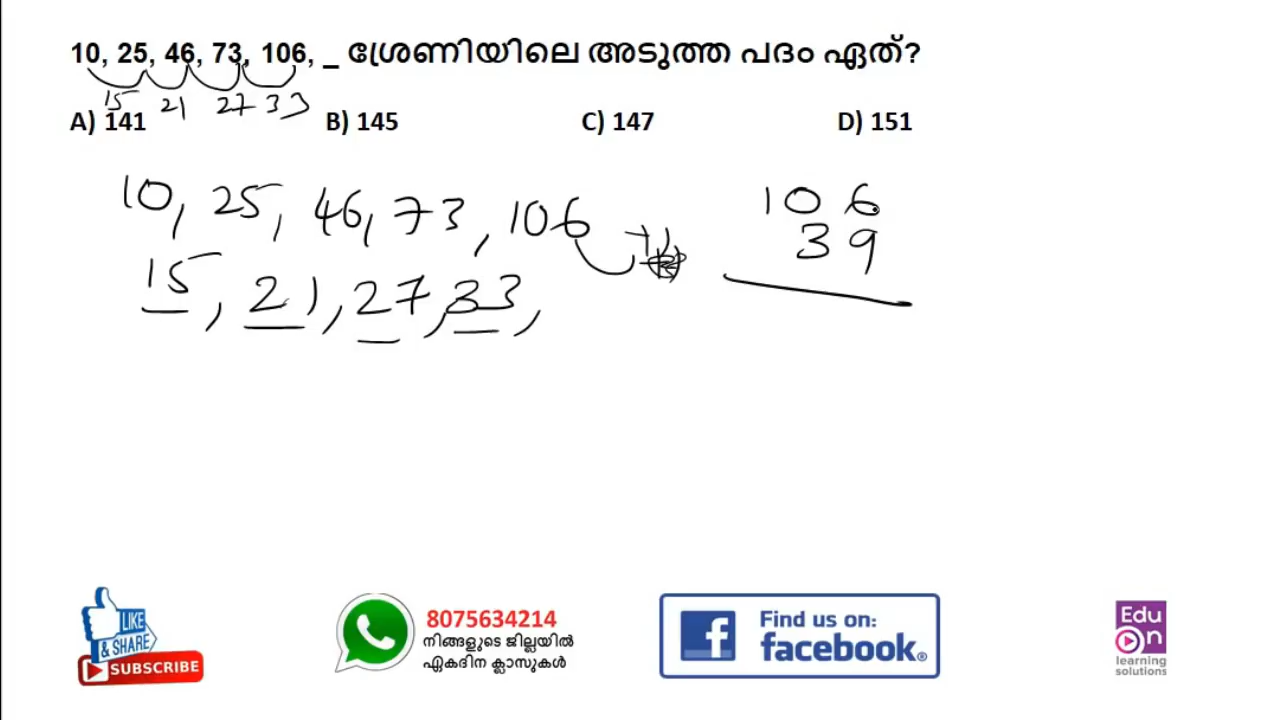 10, 25, 46, 73, 106, _ ശ്രേണിയിലെ അടുത്ത പദം ഏത്?
15 21 27 33
A) 141 B) 145 C) 147 D) 151
10, 25, 46, 73, 106
15, 21, 27, 33,
106
39
LIKE & SHARE
SUBSCRIBE
8075634214
നിങ്ങളുടെ ജില്ലയിൽ
ഏകദിന ക്ലാസുകൾ
Find us on:
facebook®
Edu
On
learning
solutions